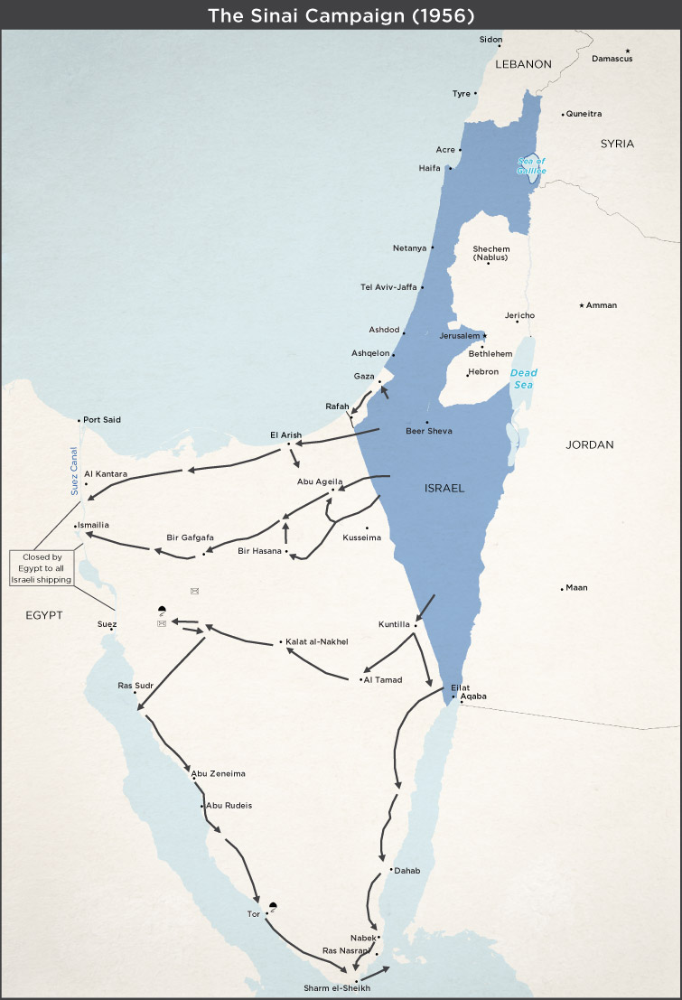 The Sinai Campaign (1956)
Sidon
LEBANON
Damascus
Tyre
Quneitra
SYRIA
Acre
Haifa
Sea of
Galilee
Netanya
Shechem
(Nablus)
Tel Aviv-Jaffa
Amman
Jericho
Ashdod
Jerusalem
Ashqelon
Bethlehem
Hebron
Dead
Sea
Gaza
Rafah
Port Said
Beer Sheva
El Arish
JORDAN
Suez Canal
Al Kantara
Abu Ageila
ISRAEL
Ismailia
Bir Gafgafa
Kusseima
Bir Hasana
Closed by
Egypt to all
Israeli shipping
Maan
EGYPT
Suez
Kuntilla
Kalat al-Nakhel
Al Tamad
Ras Sudr
Eilat
Aqaba
Abu Zeneima
Abu Rudeis
Dahab
Tor
Nabek
Ras Nasrani
Sharm el-Sheikh